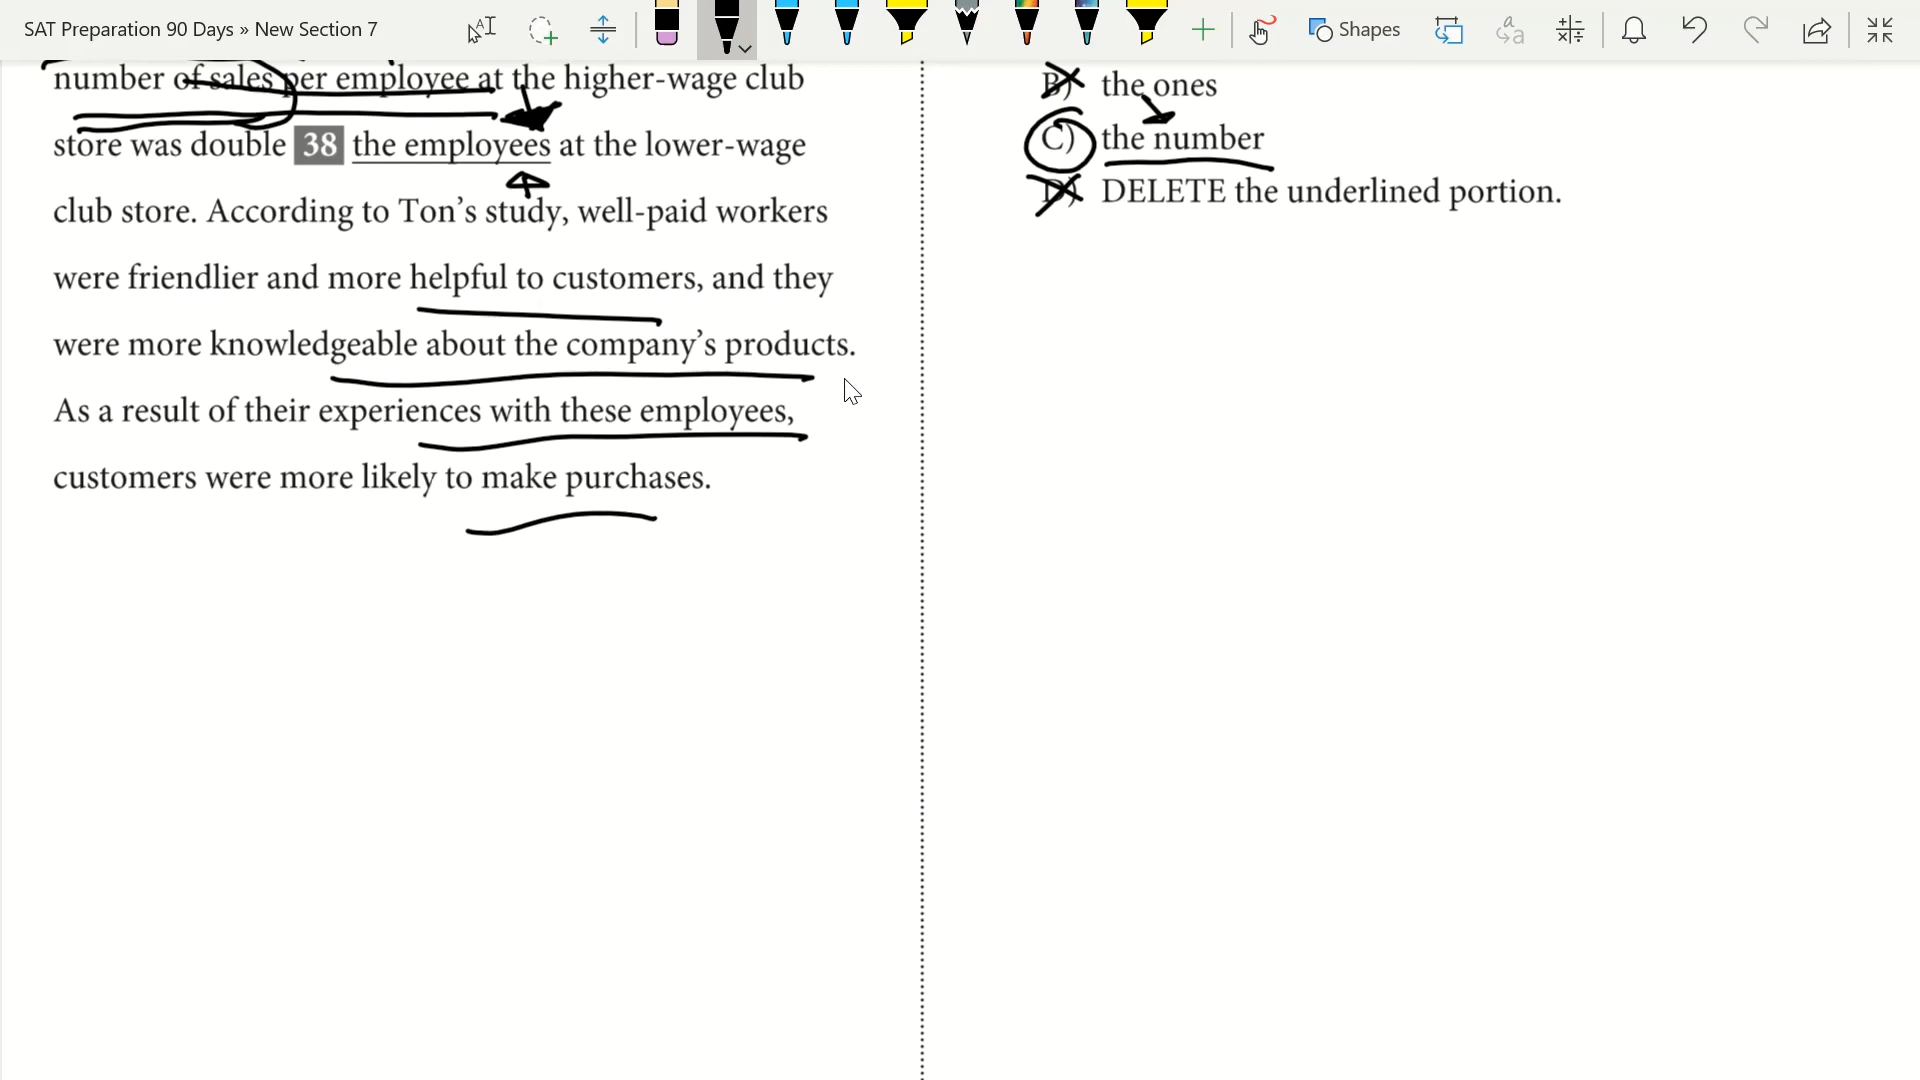 SAT Preparation 90 Days » New Section 7
Shapes
number of sales per employee at the higher-wage club
store was double 38 the employees at the lower-wage
club store. According to Ton’s study, well-paid workers
were friendlier and more helpful to customers, and they
were more knowledgeable about the company’s products.
As a result of their experiences with these employees,
customers were more likely to make purchases.
B) the ones
C) the number
D) DELETE the underlined portion.